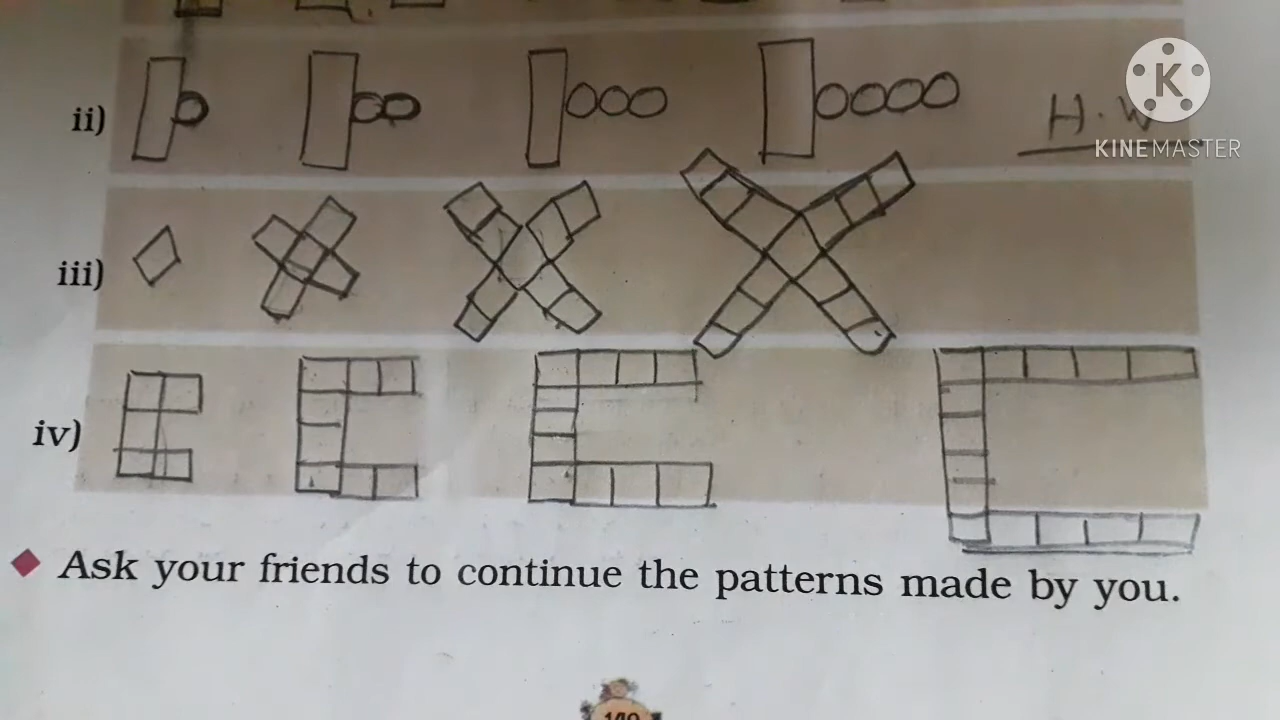 ii)
H.W
K
KINEMASTER
iii)
iv)
Ask your friends to continue the patterns made by you.